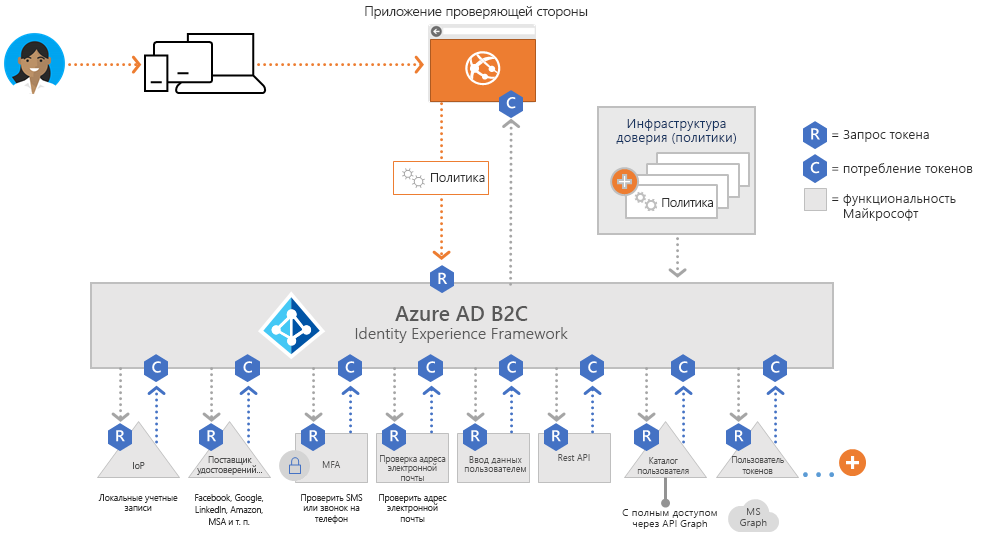 Приложение проверяющей стороны
C
Инфраструктура
доверия (политики)
Политика
R = Запрос токена
C = потребление токенов
= функциональность
Майкрософт
Политика
R
Azure AD B2C
Identity Experience Framework
C C C C C C C C
R R R R R R R R
IoP
Поставщик
удостоверений...
MFA
Проверка адреса
электронной
почты
Ввод данных
пользователем
Rest API
Каталог
пользователя
Пользователь
токенов
Локальные учетные
записи
Facebook, Google,
LinkedIn, Amazon,
MSA и т. п.
Проверить SMS
или звонок на
телефон
Проверить адрес
электронной
почты
С полным доступом
через API Graph
MS
Graph